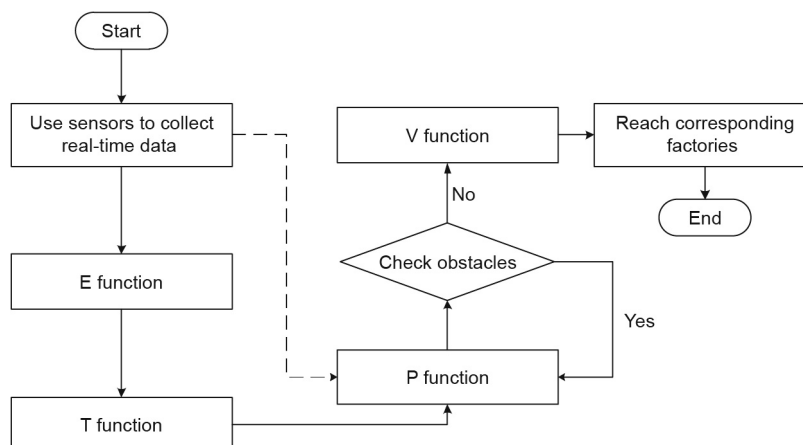 Start
Use sensors to collect
real-time data
E function
T function
P function
Check obstacles
Yes
No
V function
Reach corresponding
factories
End